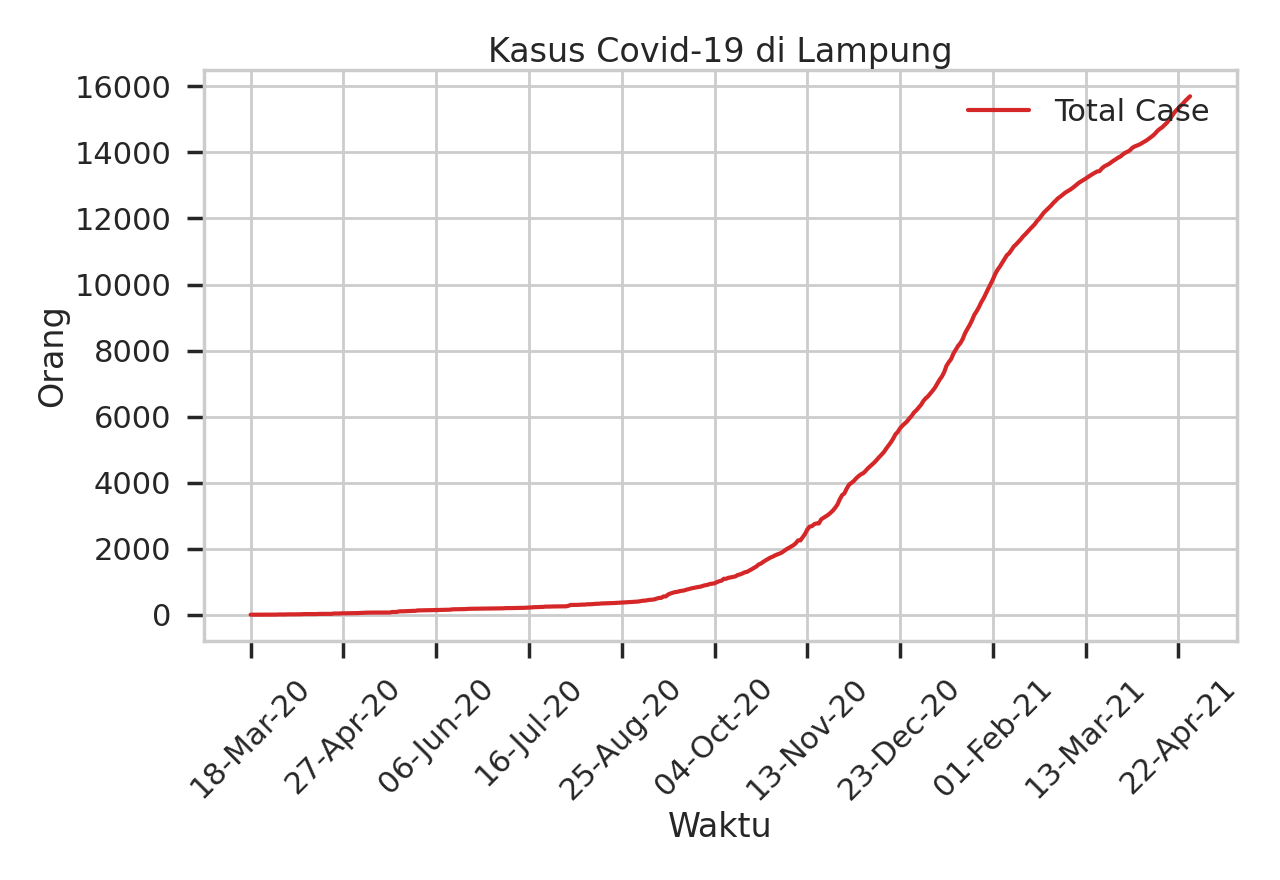 Kasus Covid-19 di Lampung
Total Case
Orang
16000
14000
12000
10000
8000
6000
4000
2000
0
18-Mar-20
27-Apr-20
06-Jun-20
16-Jul-20
25-Aug-20
04-Oct-20
13-Nov-20
23-Dec-20
01-Feb-21
13-Mar-21
22-Apr-21
Waktu